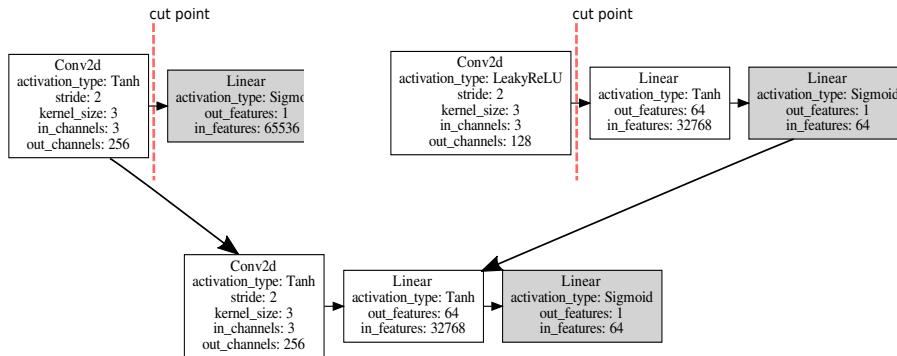 cut point
cut point
Conv2d
activation_type: Tanh
stride: 2
kernel_size: 3
in_channels: 3
out_channels: 256
Linear
activation_type: Sigmo
out_features: 1
in_features: 65536
Conv2d
activation_type: LeakyReLU
stride: 2
kernel_size: 3
in_channels: 3
out_channels: 128
Linear
activation_type: Tanh
out_features: 64
in_features: 32768
Linear
activation_type: Sigmoid
out_features: 1
in_features: 64
Conv2d
activation_type: Tanh
stride: 2
kernel_size: 3
in_channels: 3
out_channels: 256
Linear
activation_type: Tanh
out_features: 64
in_features: 32768
Linear
activation_type: Sigmoid
out_features: 1
in_features: 64